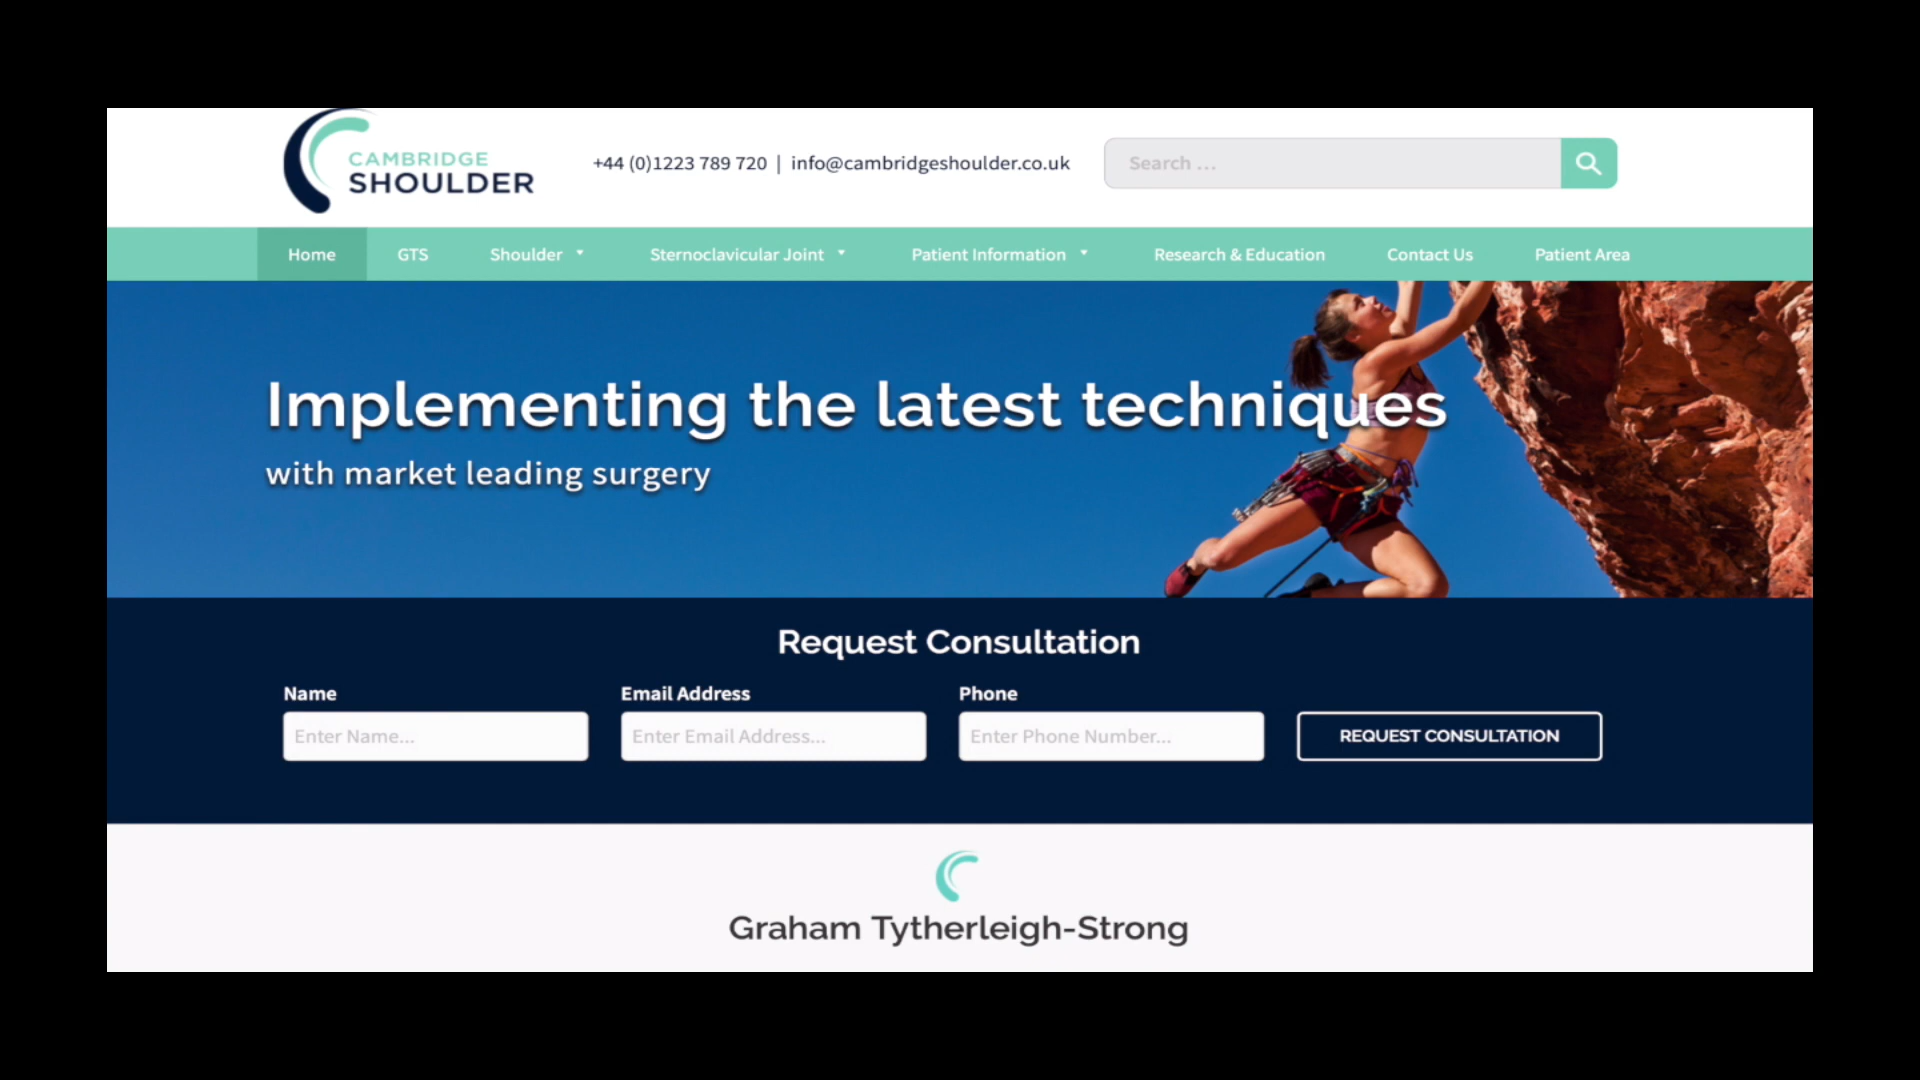 CAMBRIDGE
SHOULDER
+44 (0)1223 789 720 | info@cambridgeshoulder.co.uk
Search ...
Home GTS Shoulder Sternoclavicular Joint Patient Information Research & Education Contact Us Patient Area
Implementing the latest techniques
with market leading surgery
Request Consultation
Name Email Address Phone
Enter Name... Enter Email Address... Enter Phone Number... REQUEST CONSULTATION
Graham Tytherleigh-Strong